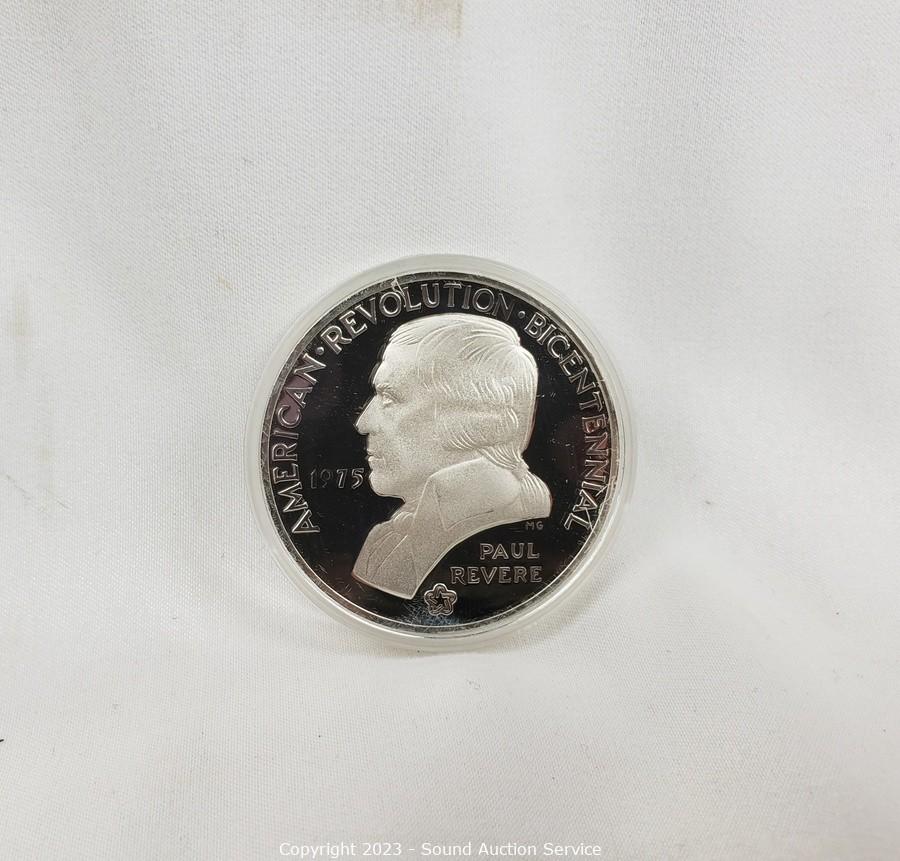 AMERICAN · REVOLUTION · BICENTENNIAL
1975
MG
PAUL
REVERE
Copyright 2023 - Sound Auction Service